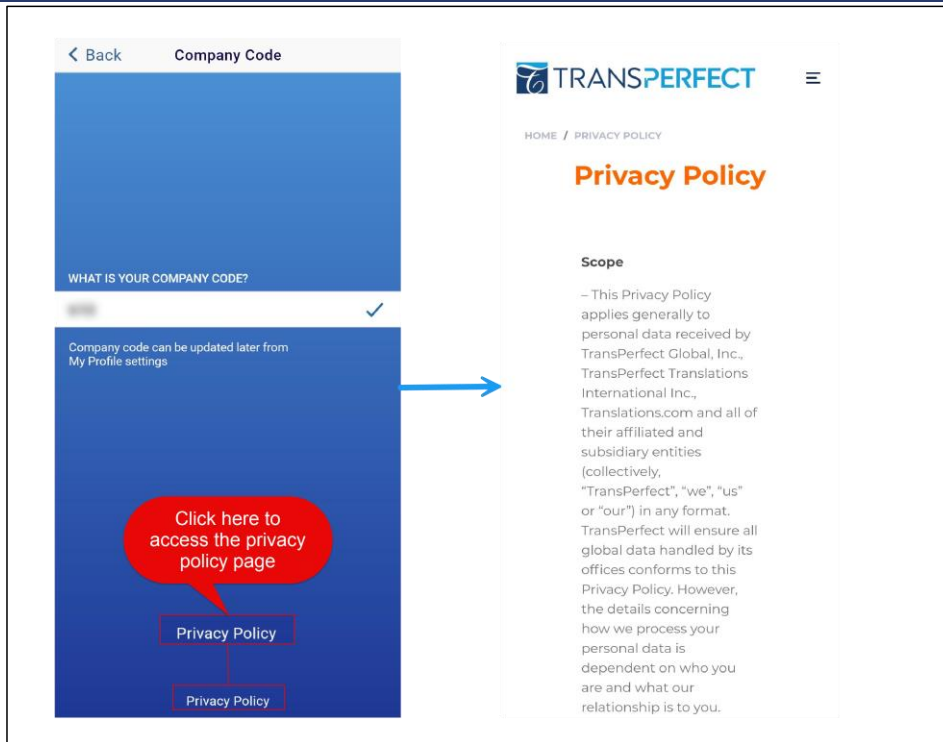 Back
Company Code
WHAT IS YOUR COMPANY CODE?
Company code can be updated later from
My Profile settings
Click here to
access the privacy
policy page
Privacy Policy
Privacy Policy
TRANSPERFECT
HOME / PRIVACY POLICY
Privacy Policy
Scope
– This Privacy Policy
applies generally to
personal data received by
TransPerfect Global, Inc.,
TransPerfect Translations
International Inc.,
Translations.com and all of
their affiliated and
subsidiary entities
(collectively,
“TransPerfect”, “we”, “us”
or “our”) in any format.
TransPerfect will ensure all
global data handled by its
offices conforms to this
Privacy Policy. However,
the details concerning
how we process your
personal data is
dependent on who you
are and what our
relationship is to you.